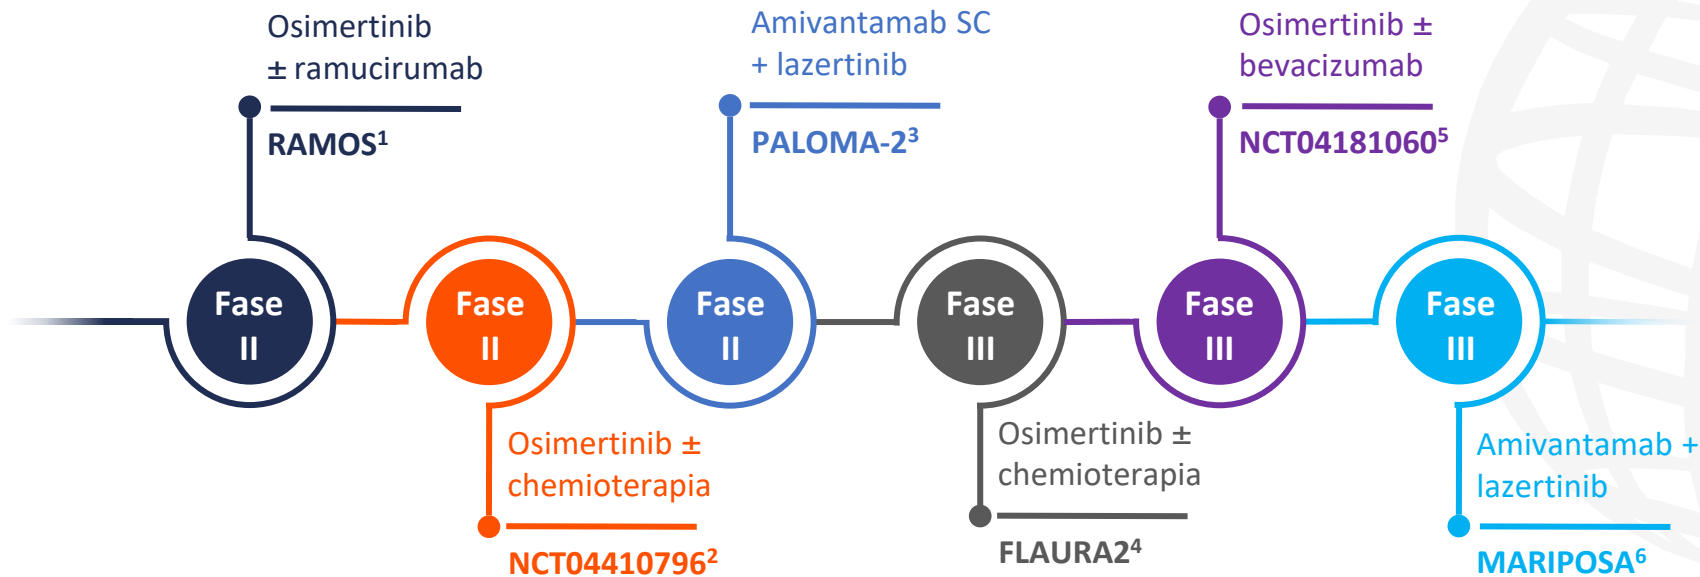 Osimertinib
± ramucirumab
RAMOS¹
Amivantamab SC
+ lazertinib
PALOMA-2³
Osimertinib ±
bevacizumab
NCT04181060⁵
Fase
II
Fase
II
Fase
II
Fase
III
Fase
III
Fase
III
Osimertinib ±
chemioterapia
NCT04410796²
Osimertinib ±
chemioterapia
FLAURA2⁴
Amivantamab +
lazertinib
MARIPOSA⁶